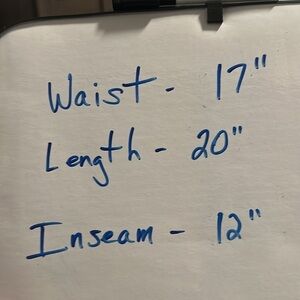 Waist - 17"
Length - 20"
Inseam - 12"